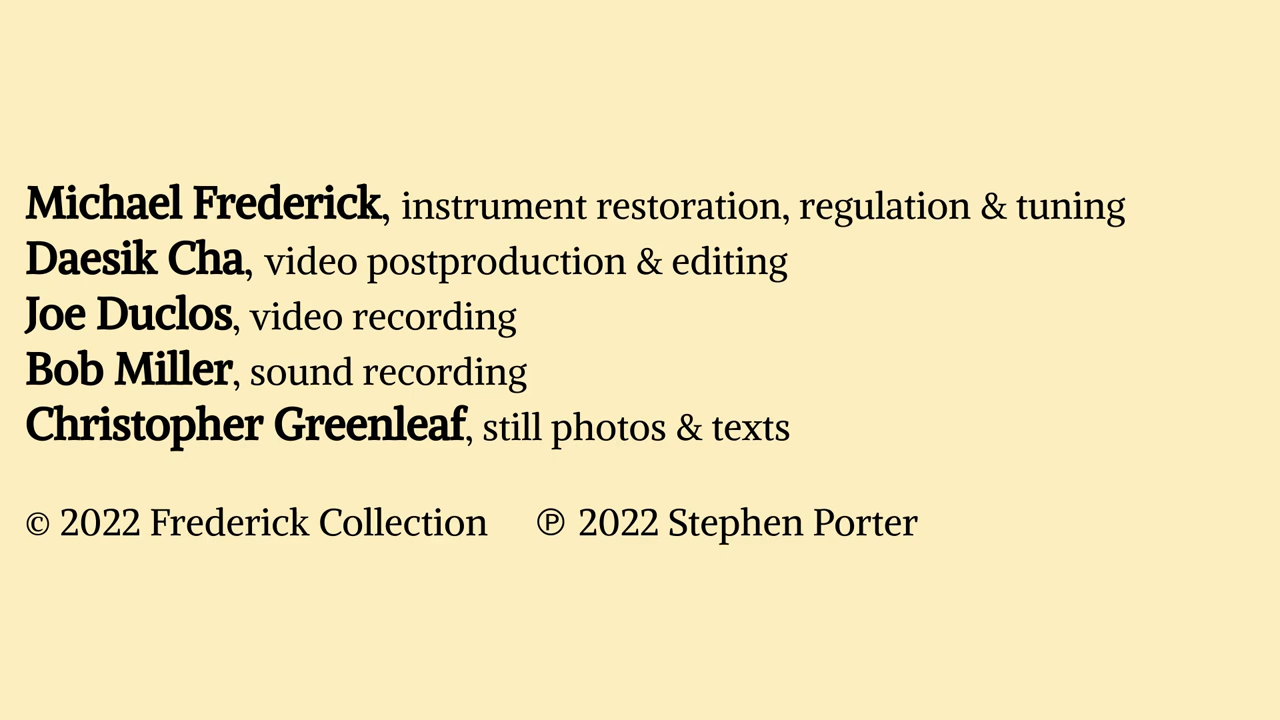 Michael Frederick, instrument restoration, regulation & tuning
Daesik Cha, video postproduction & editing
Joe Duclos, video recording
Bob Miller, sound recording
Christopher Greenleaf, still photos & texts
© 2022 Frederick Collection ℗ 2022 Stephen Porter